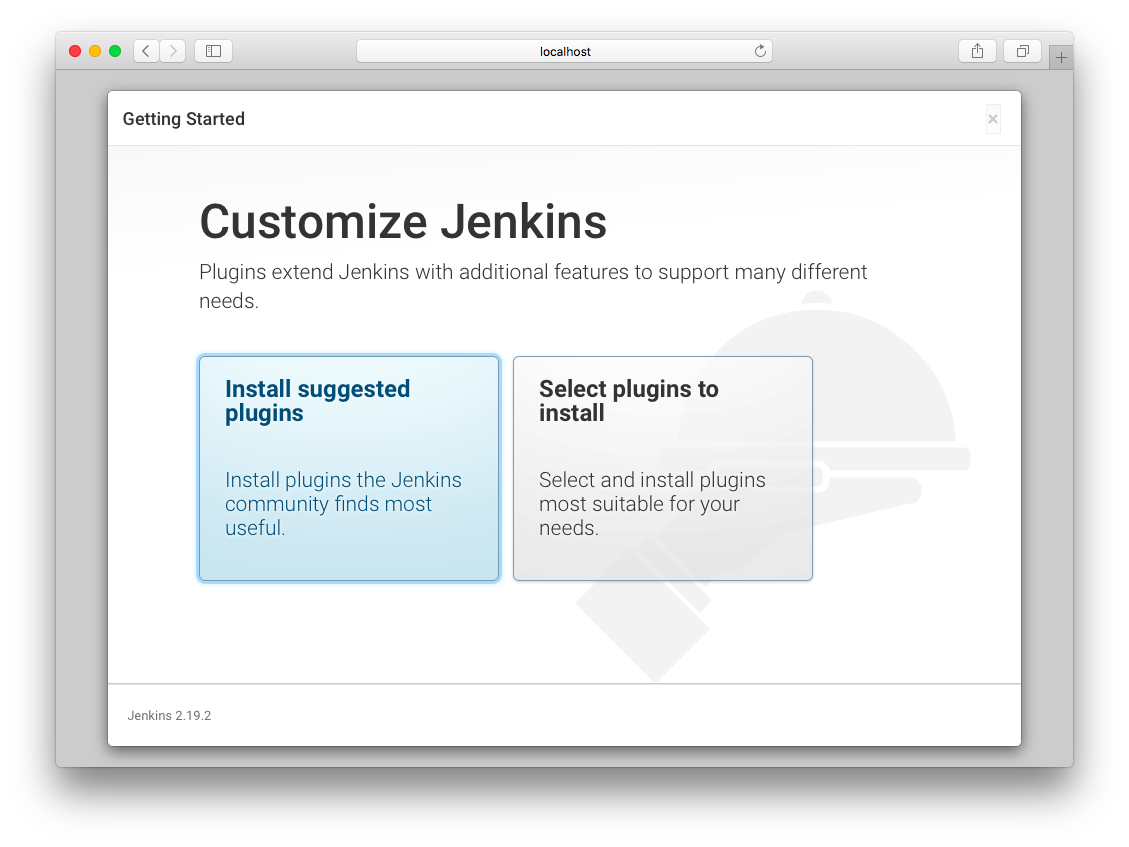 localhost
Getting Started
×
Customize Jenkins
Plugins extend Jenkins with additional features to support many different
needs.
Install suggested
plugins
Install plugins the Jenkins
community finds most
useful.
Select plugins to
install
Select and install plugins
most suitable for your
needs.
Jenkins 2.19.2